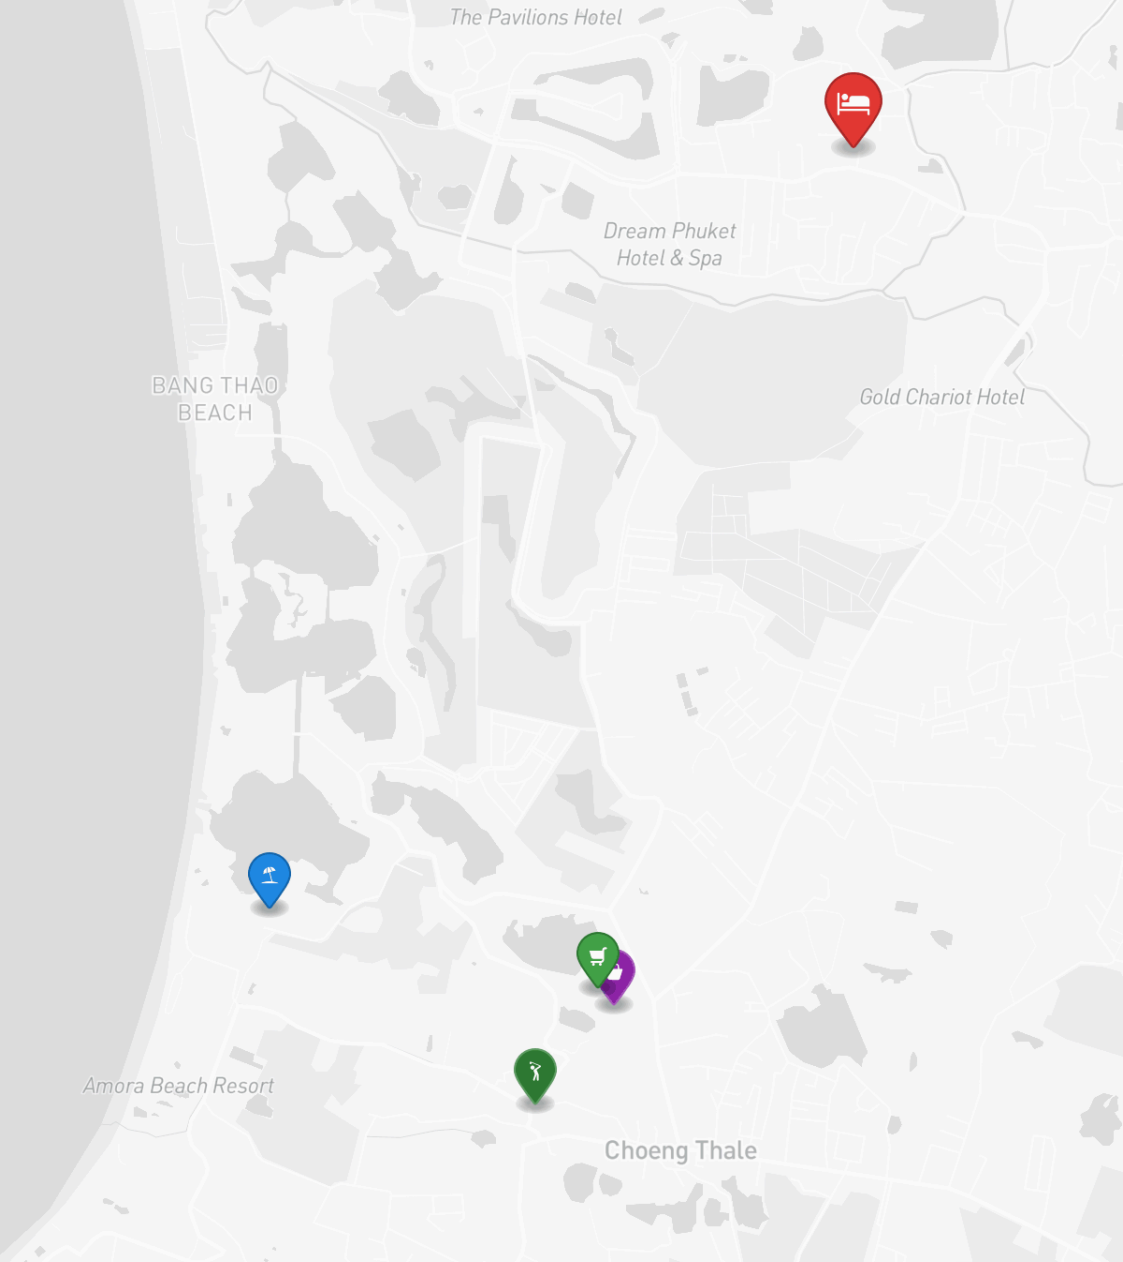 The Pavilions Hotel
Dream Phuket
Hotel & Spa
BANG THAO
BEACH
Gold Chariot Hotel
Amora Beach Resort
Choeng Thale